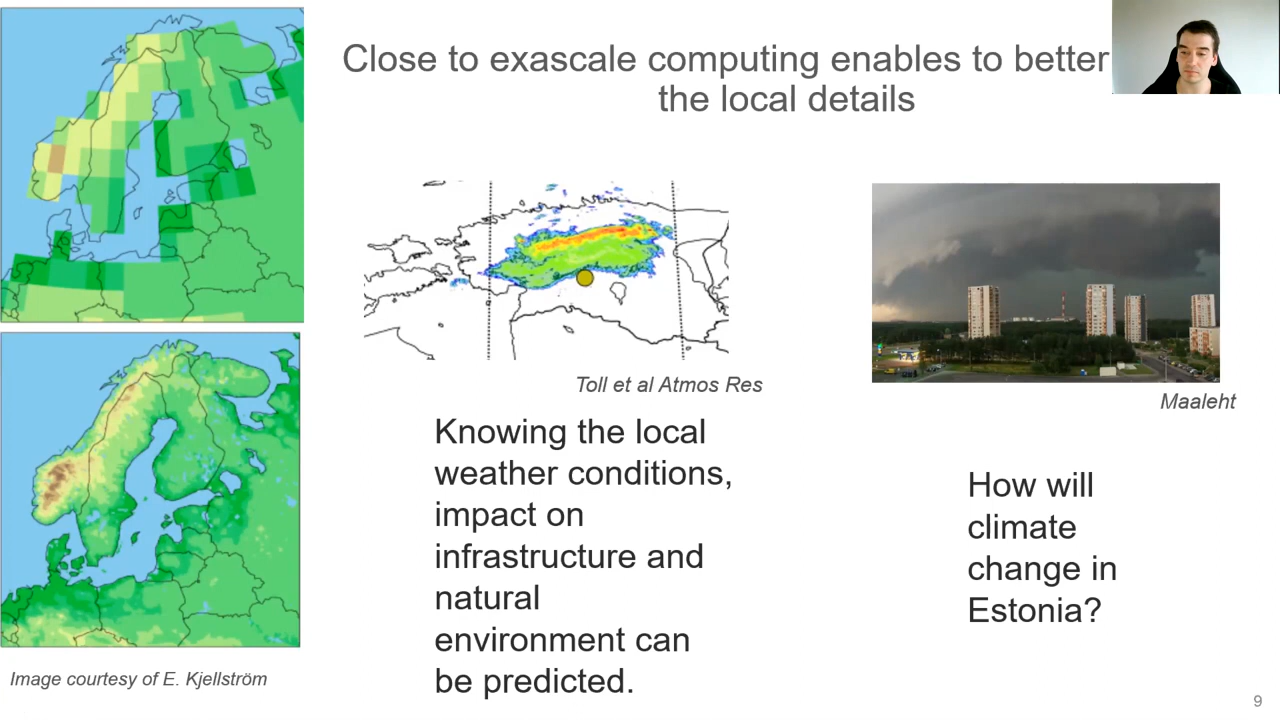 Close to exascale computing enables to better
the local details
Toll et al Atmos Res
Maaleht
Knowing the local
weather conditions,
impact on
infrastructure and
natural
environment can
be predicted.
How will
climate
change in
Estonia?
Image courtesy of E. Kjellström
9